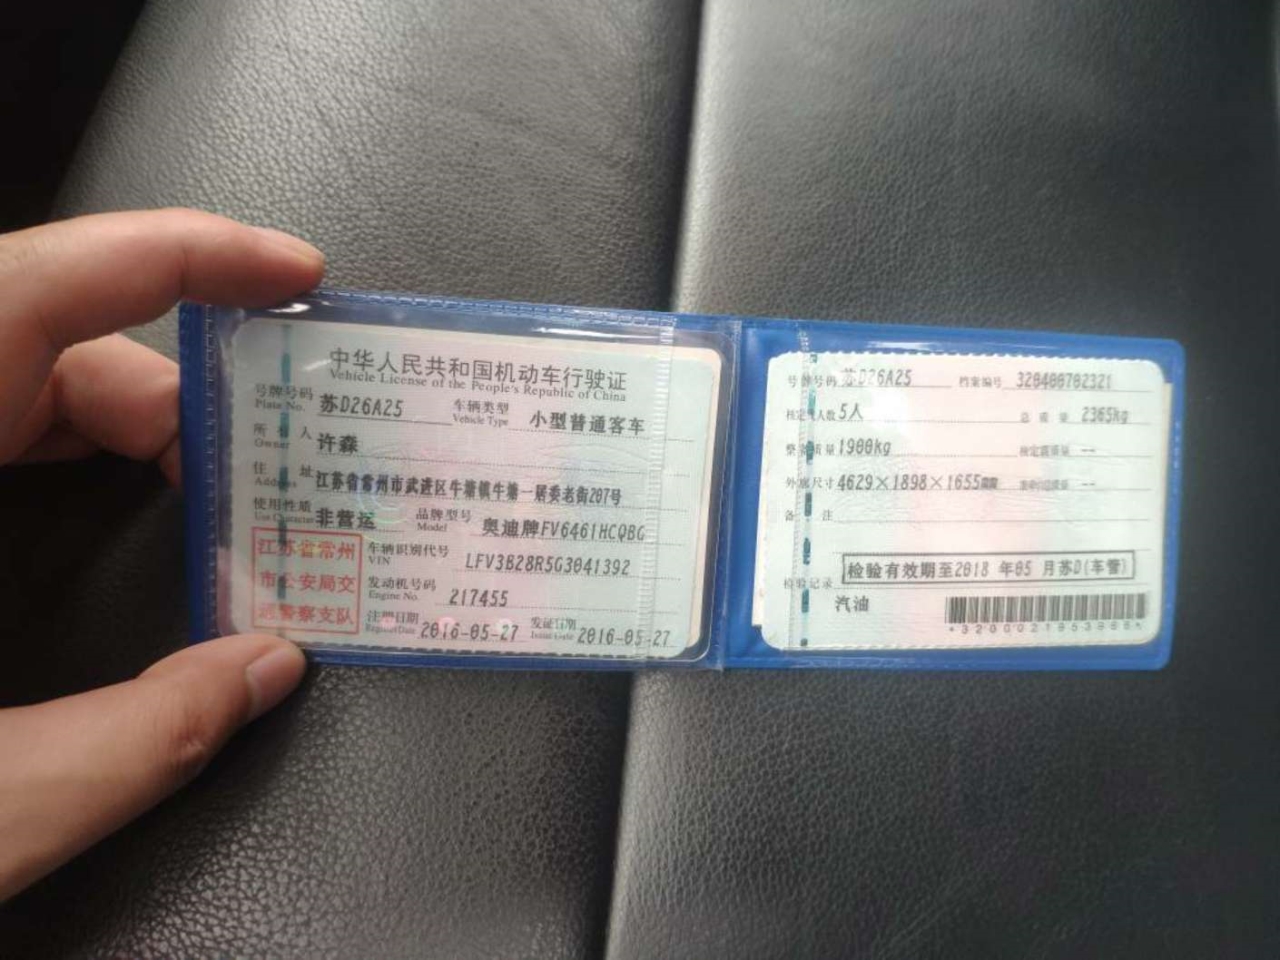 中华人民共和国机动车行驶证
Vehicle License of the People's Republic of China
号牌号码 苏D26A25 车辆类型 小型普通客车
Plate No. Vehicle Type
所有人 许森
Owner
住址 江苏省常州市武进区牛塘镇牛塘一居委老街207号
Address
使用性质 非营运 品牌型号 奥迪牌FV6461HCQBG
Use Character Model
江苏省常州
市公安局交
通警察支队
车辆识别代号 LFV3B28R5G3041392
VIN
发动机号码 217455
Engine No.
注册日期 2016-05-27 发证日期 2016-05-27
Register Date Issue Date
号牌号码 苏D26A25 档案编号 320400702321
核定载人数 5人 总质量 2365kg
整备质量 1900kg 核定载质量 --
外廓尺寸 4629×1898×1655 --
备注
检验记录 检验有效期至2018年05月苏D(车管)
汽油